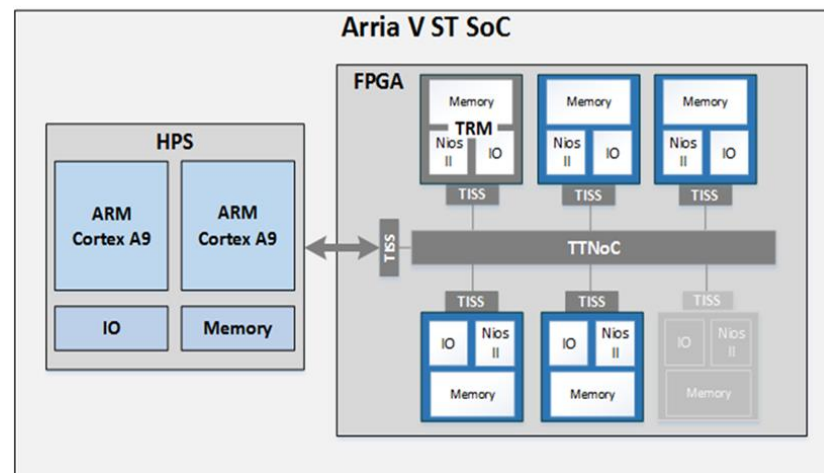 Arria V ST SoC
HPS
ARM
Cortex A9
ARM
Cortex A9
IO
Memory
FPGA
Memory
TRM
Nios
II
IO
TISS
Memory
Nios
II
IO
TISS
Memory
Nios
II
IO
TISS
TISS
TTNoC
TISS
IO
Nios
II
Memory
TISS
IO
Nios
II
Memory
TISS
IO
Nios
II
Memory